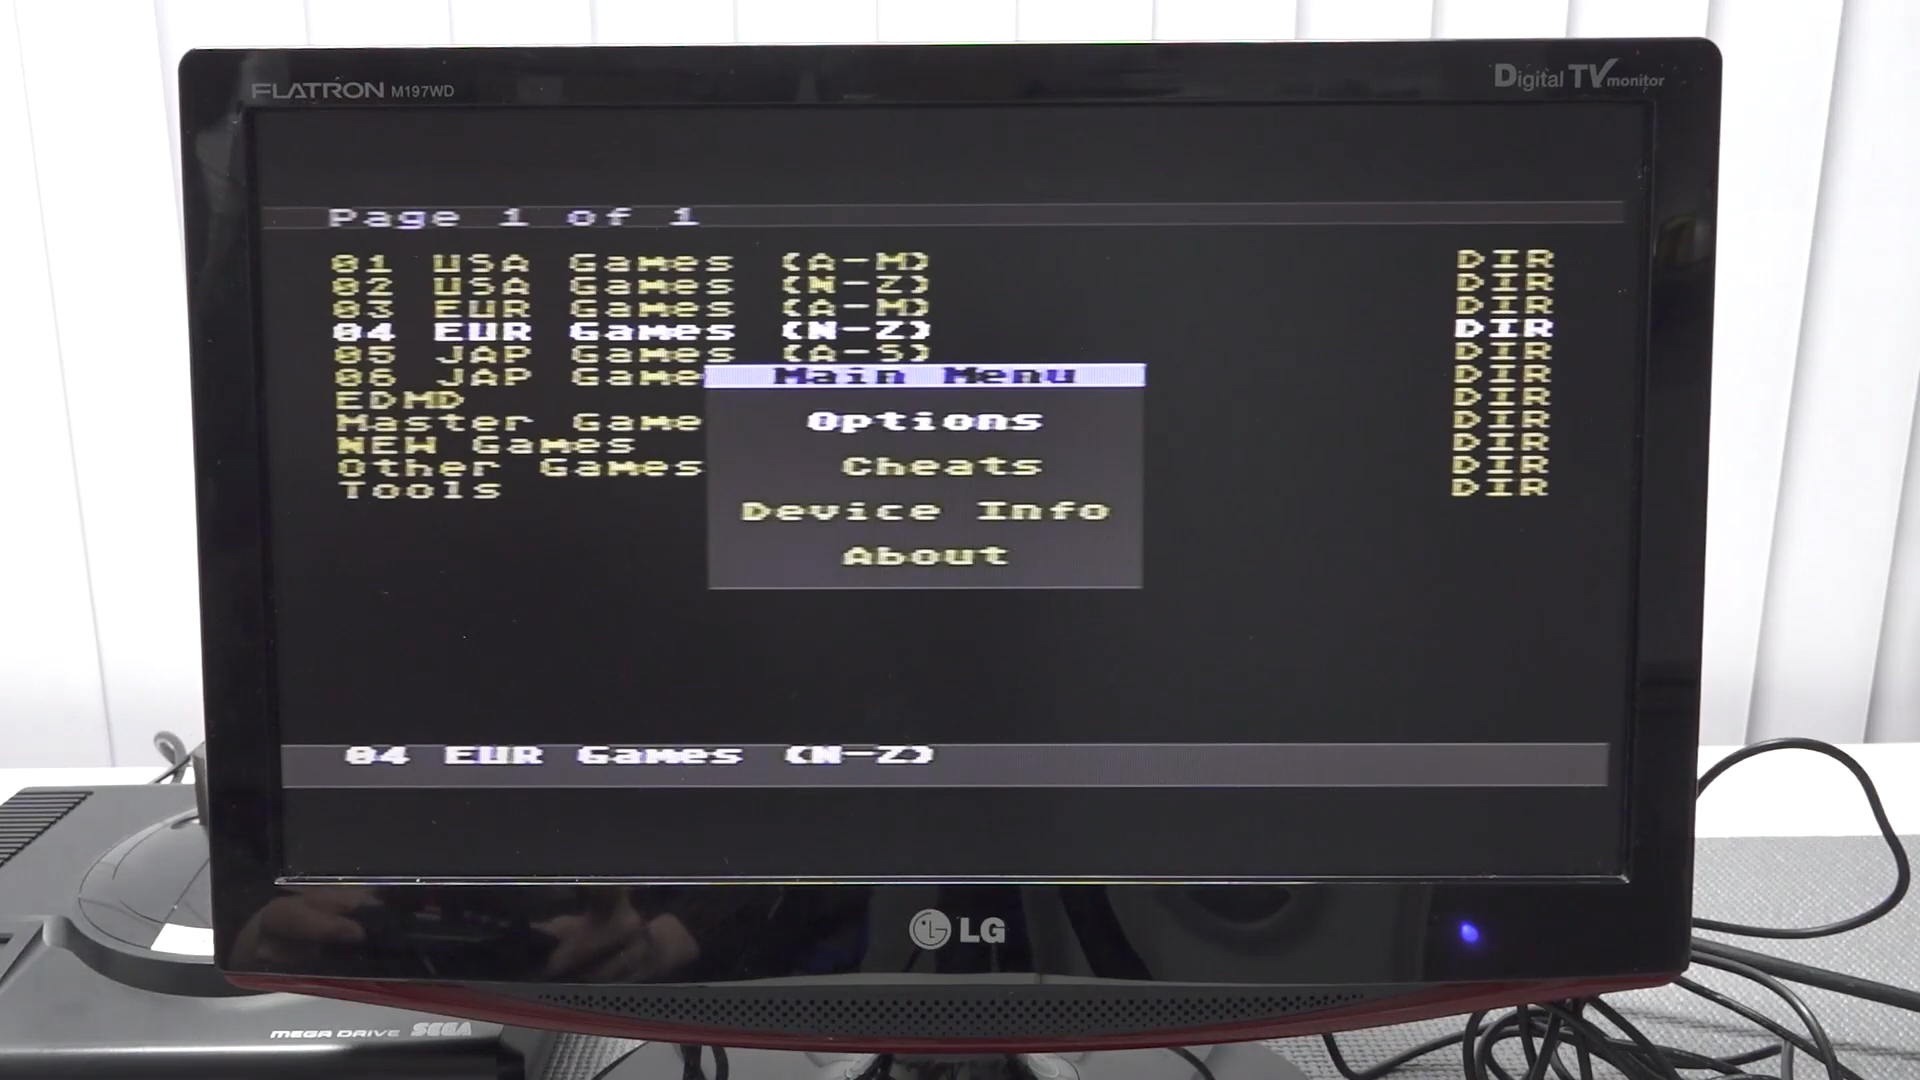 FLATRON M197WD
Digital TV monitor
Page 1 of 1
01 USA Games (A-M) DIR
02 USA Games (N-Z) DIR
03 EUR Games (A-M) DIR
04 EUR Games (N-Z) DIR
05 JAP Games (A-S) DIR
06 JAP Game DIR
EDMD DIR
Master Game DIR
NEW Games DIR
Other Games DIR
Tools DIR
Main Menu
Options
Cheats
Device Info
About
04 EUR Games (N-Z)
LG
MEGA DRIVE SEGA